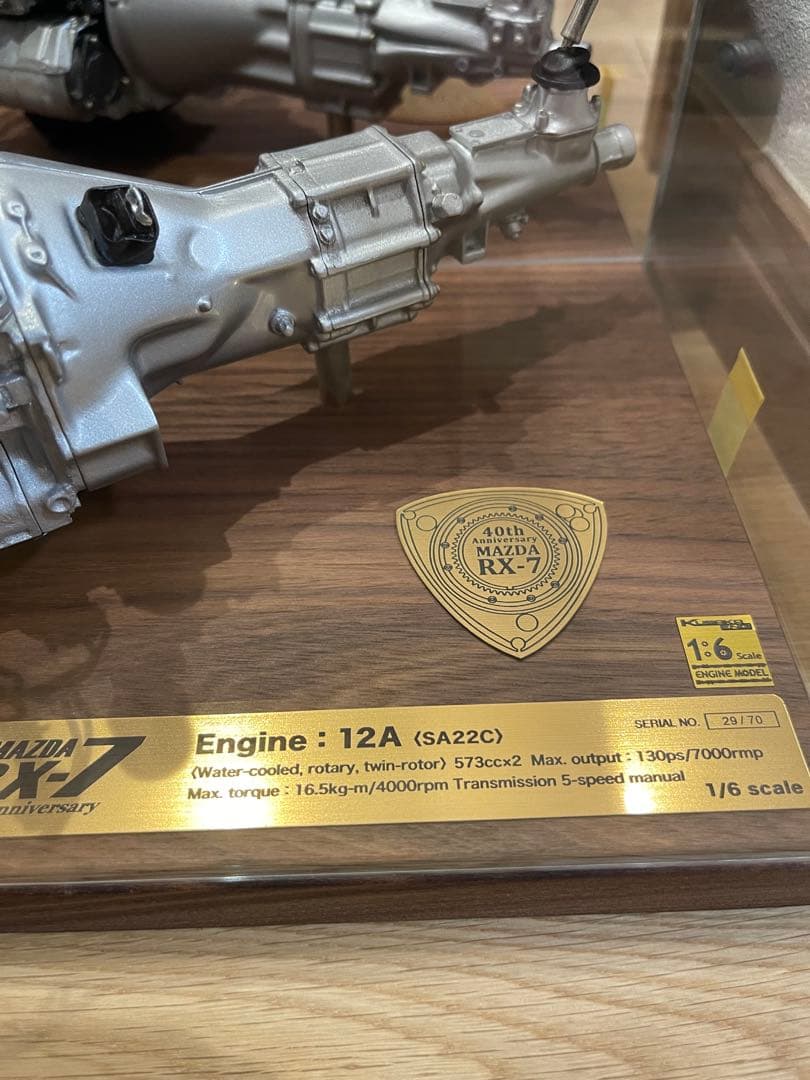 40th
Anniversary
MAZDA
RX-7
Kusaka
1:6 Scale
ENGINE MODEL
MAZDA
RX-7
Anniversary
SERIAL NO. 29/70
Engine : 12A 〈SA22C〉
〈Water-cooled, rotary, twin-rotor〉 573cc×2 Max. output : 130ps/7000rmp
Max. torque : 16.5kg-m/4000rpm Transmission 5-speed manual
1/6 scale